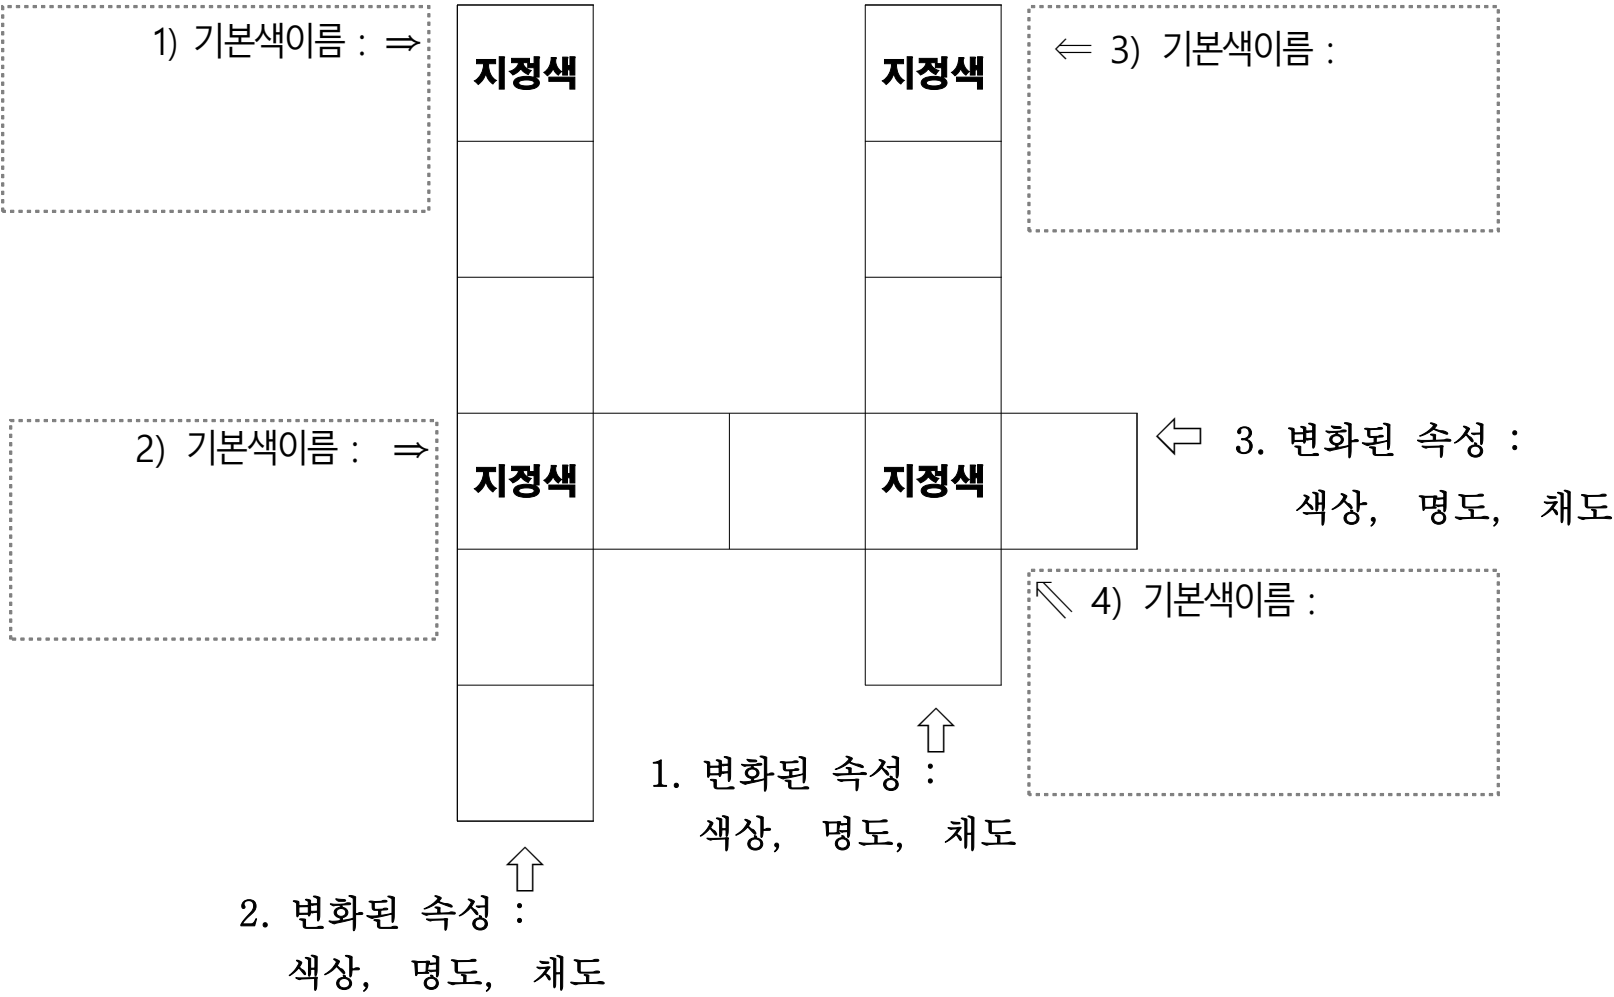 1) 기본색이름 : ⇒
지정색
지정색
⇐ 3) 기본색이름 :
2) 기본색이름 : ⇒
지정색
지정색
3. 변화된 속성 :
색상, 명도, 채도
4) 기본색이름 :
1. 변화된 속성 :
색상, 명도, 채도
2. 변화된 속성 :
색상, 명도, 채도